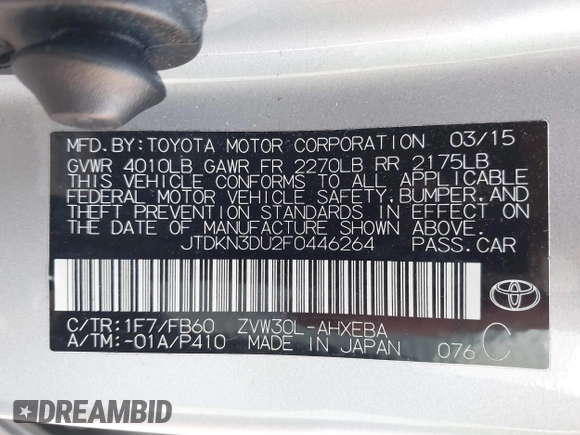 MFD.BY:TOYOTA MOTOR CORPORATION 03/15
GVWR 4010LB GAWR FR 2270LB RR 2175LB
THIS VEHICLE CONFORMS TO ALL APPLICABLE
FEDERAL MOTOR VEHICLE SAFETY,BUMPER,AND
THEFT PREVENTION STANDARDS IN EFFECT ON
THE DATE OF MANUFACTURE SHOWN ABOVE.
JTDKN3DU2F0446264 PASS.CAR
C/TR:1F7/FB60 ZVW30L-AHXEBA
A/TM:-01A/P410 MADE IN JAPAN 076 C
TOYOTA
DREAMBID